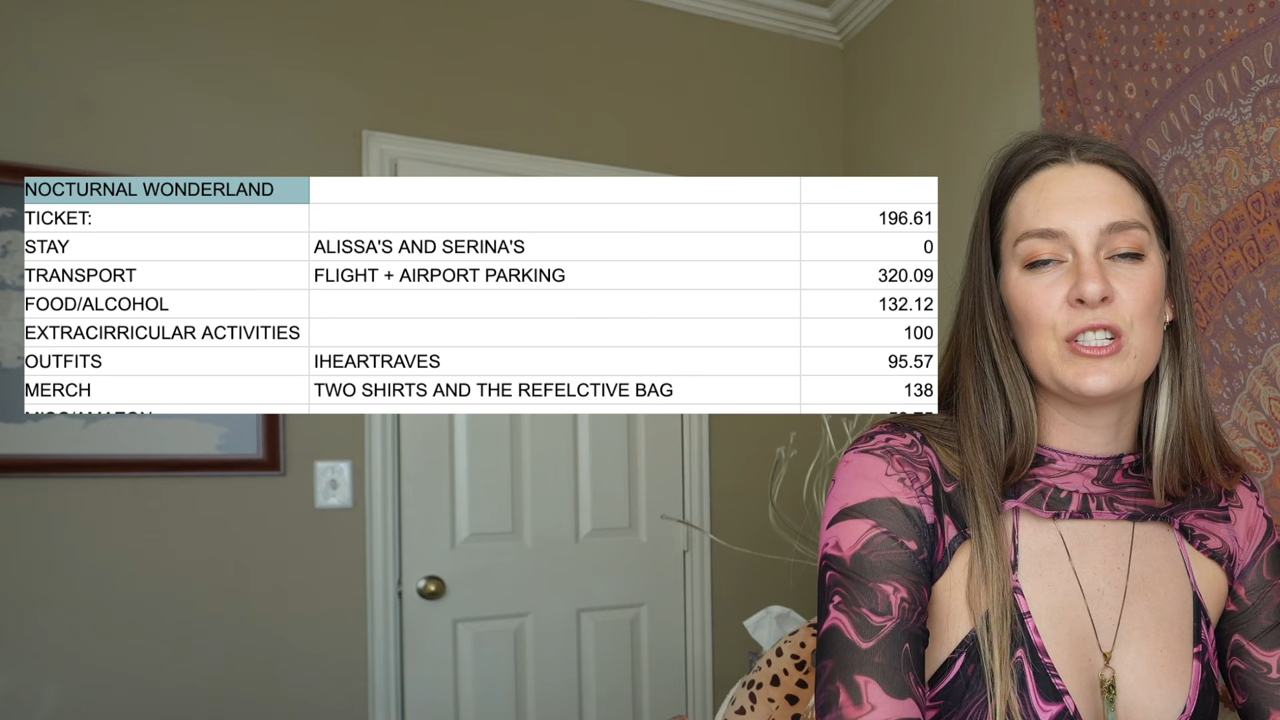 NOCTURNAL WONDERLAND
TICKET: 196.61
STAY ALISSA'S AND SERINA'S 0
TRANSPORT FLIGHT + AIRPORT PARKING 320.09
FOOD/ALCOHOL 132.12
EXTRACIRRICULAR ACTIVITIES 100
OUTFITS IHEARTRAVES 95.57
MERCH TWO SHIRTS AND THE REFELCTIVE BAG 138